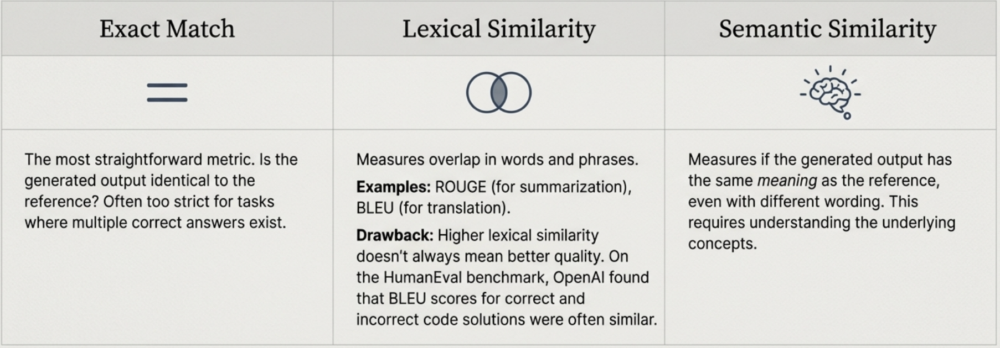 Exact Match
Lexical Similarity
Semantic Similarity
The most straightforward metric. Is the
generated output identical to the
reference? Often too strict for tasks
where multiple correct answers exist.
Measures overlap in words and phrases.
Examples: ROUGE (for summarization),
BLEU (for translation).
Drawback: Higher lexical similarity
doesn't always mean better quality. On
the HumanEval benchmark, OpenAI found
that BLEU scores for correct and
incorrect code solutions were often similar.
Measures if the generated output has
the same meaning as the reference,
even with different wording. This
requires understanding the underlying
concepts.